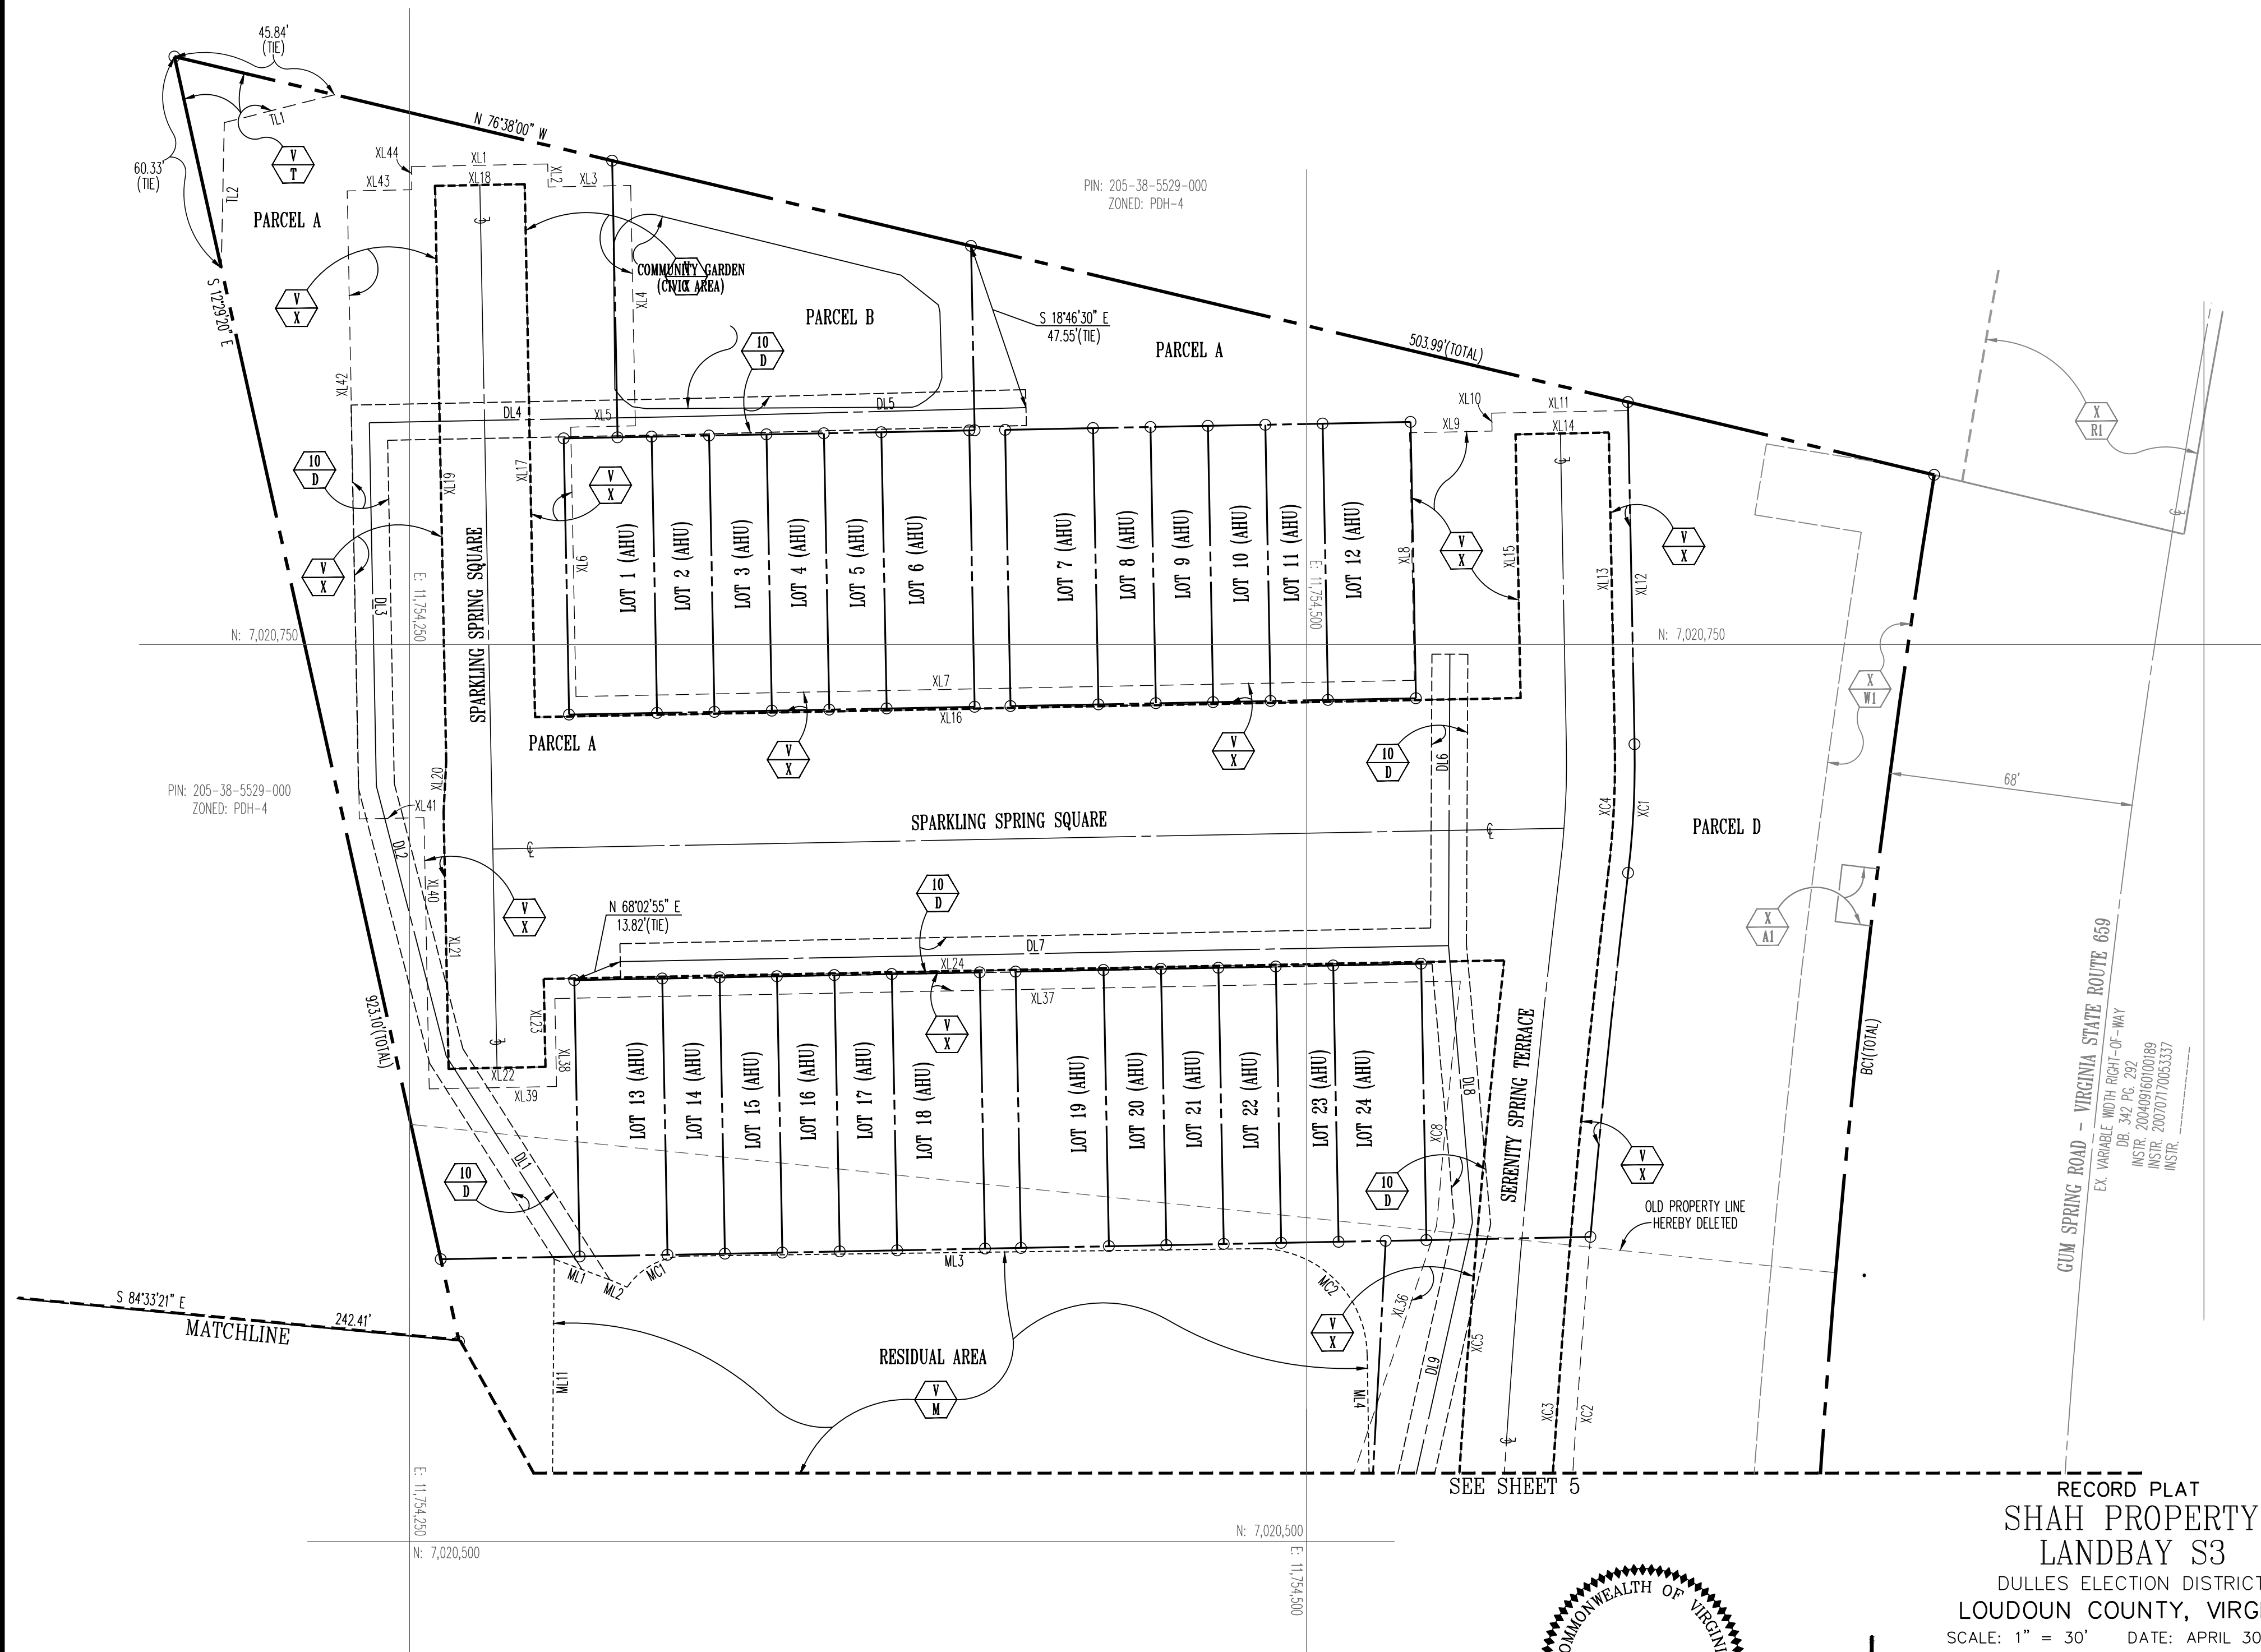 45.84'
(TIE)
60.33'
(TIE)
TL1
TL2
V
T
N 76°38'00" W
XL44
XL1
XL43
XL18
XL2
XL3
PARCEL A
S 12°29'20" E
V
X
COMMUNITY GARDEN
(CIVIC AREA)
V
X
XL4
PARCEL B
10
D
PIN: 205-38-5529-000
ZONED: PDH-4
S 18°46'30" E
47.55'(TIE)
PARCEL A
503.99'(TOTAL)
X
R1
XL42
DL4
XL5
DL5
XL10
XL11
XL9
XL14
10
D
XL19
XL17
V
X
V
X
XL6
SPARKLING SPRING SQUARE
LOT 1 (AHU)
LOT 2 (AHU)
LOT 3 (AHU)
LOT 4 (AHU)
LOT 5 (AHU)
LOT 6 (AHU)
LOT 7 (AHU)
LOT 8 (AHU)
LOT 9 (AHU)
LOT 10 (AHU)
LOT 11 (AHU)
LOT 12 (AHU)
XL8
V
X
XL15
XL13
XL12
V
X
DL3
E: 11,754,250
E: 11,754,500
N: 7,020,750
N: 7,020,750
XL7
XL16
X
W1
PARCEL A
V
X
V
X
10
D
DL6
XL20
XL41
PIN: 205-38-5529-000
ZONED: PDH-4
DL2
SPARKLING SPRING SQUARE
XC4
XC1
PARCEL D
68'
XL40
V
X
N 68°02'55" E
13.82'(TIE)
10
D
DL7
XL24
XL37
XL21
X
A1
923.10'(TOTAL)
XL23
XL38
XL22
XL39
V
X
LOT 13 (AHU)
LOT 14 (AHU)
LOT 15 (AHU)
LOT 16 (AHU)
LOT 17 (AHU)
LOT 18 (AHU)
LOT 19 (AHU)
LOT 20 (AHU)
LOT 21 (AHU)
LOT 22 (AHU)
LOT 23 (AHU)
LOT 24 (AHU)
XC8
DL8
SERENITY SPRING TERRACE
BC1(TOTAL)
GUM SPRING ROAD - VIRGINIA STATE ROUTE 659
EX. VARIABLE WIDTH RIGHT-OF-WAY
DB. 342 PG. 292
INSTR. 200409160100189
INSTR. 200707170053337
INSTR.
10
D
DL1
10
D
V
X
OLD PROPERTY LINE
HEREBY DELETED
ML1
ML2
MC1
ML3
MC2
XL36
V
X
S 84°33'21" E
242.41'
MATCHLINE
RESIDUAL AREA
V
M
ML11
ML4
DL9
XC5
XC3
XC2
SEE SHEET 5
E: 11,754,250
N: 7,020,500
N: 7,020,500
E: 11,754,500
COMMONWEALTH OF VIRGINI
RECORD PLAT
SHAH PROPERTY
LANDBAY S3
DULLES ELECTION DISTRICT
LOUDOUN COUNTY, VIRG
SCALE: 1" = 30' DATE: APRIL 30